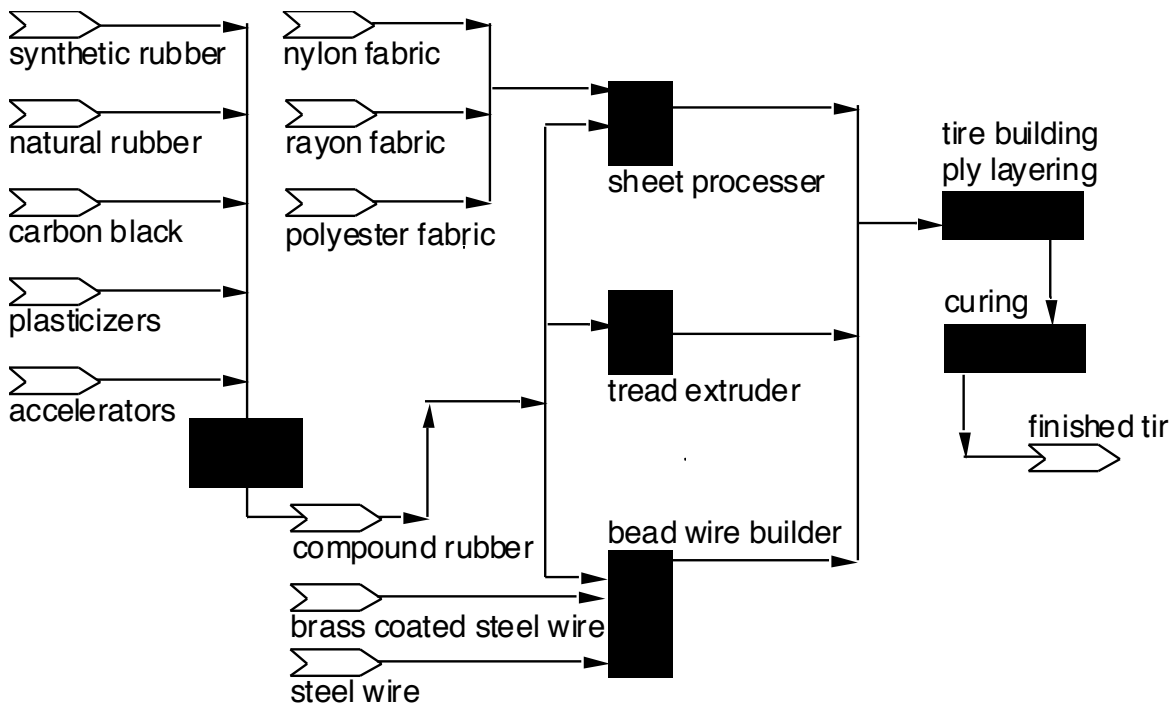 synthetic rubber
natural rubber
carbon black
plasticizers
accelerators
nylon fabric
rayon fabric
polyester fabric
compound rubber
brass coated steel wire
steel wire
sheet processer
tread extruder
bead wire builder
tire building
ply layering
curing
finished tir